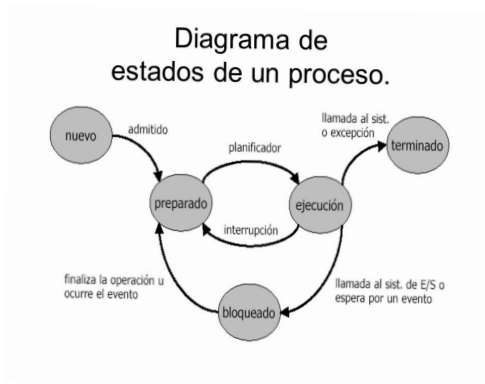 Diagrama de
estados de un proceso.
nuevo
admitido
llamada al sist.
o excepción
terminado
planificador
preparado
ejecución
interrupción
finaliza la operación u
ocurre el evento
llamada al sist. de E/S o
espera por un evento
bloqueado